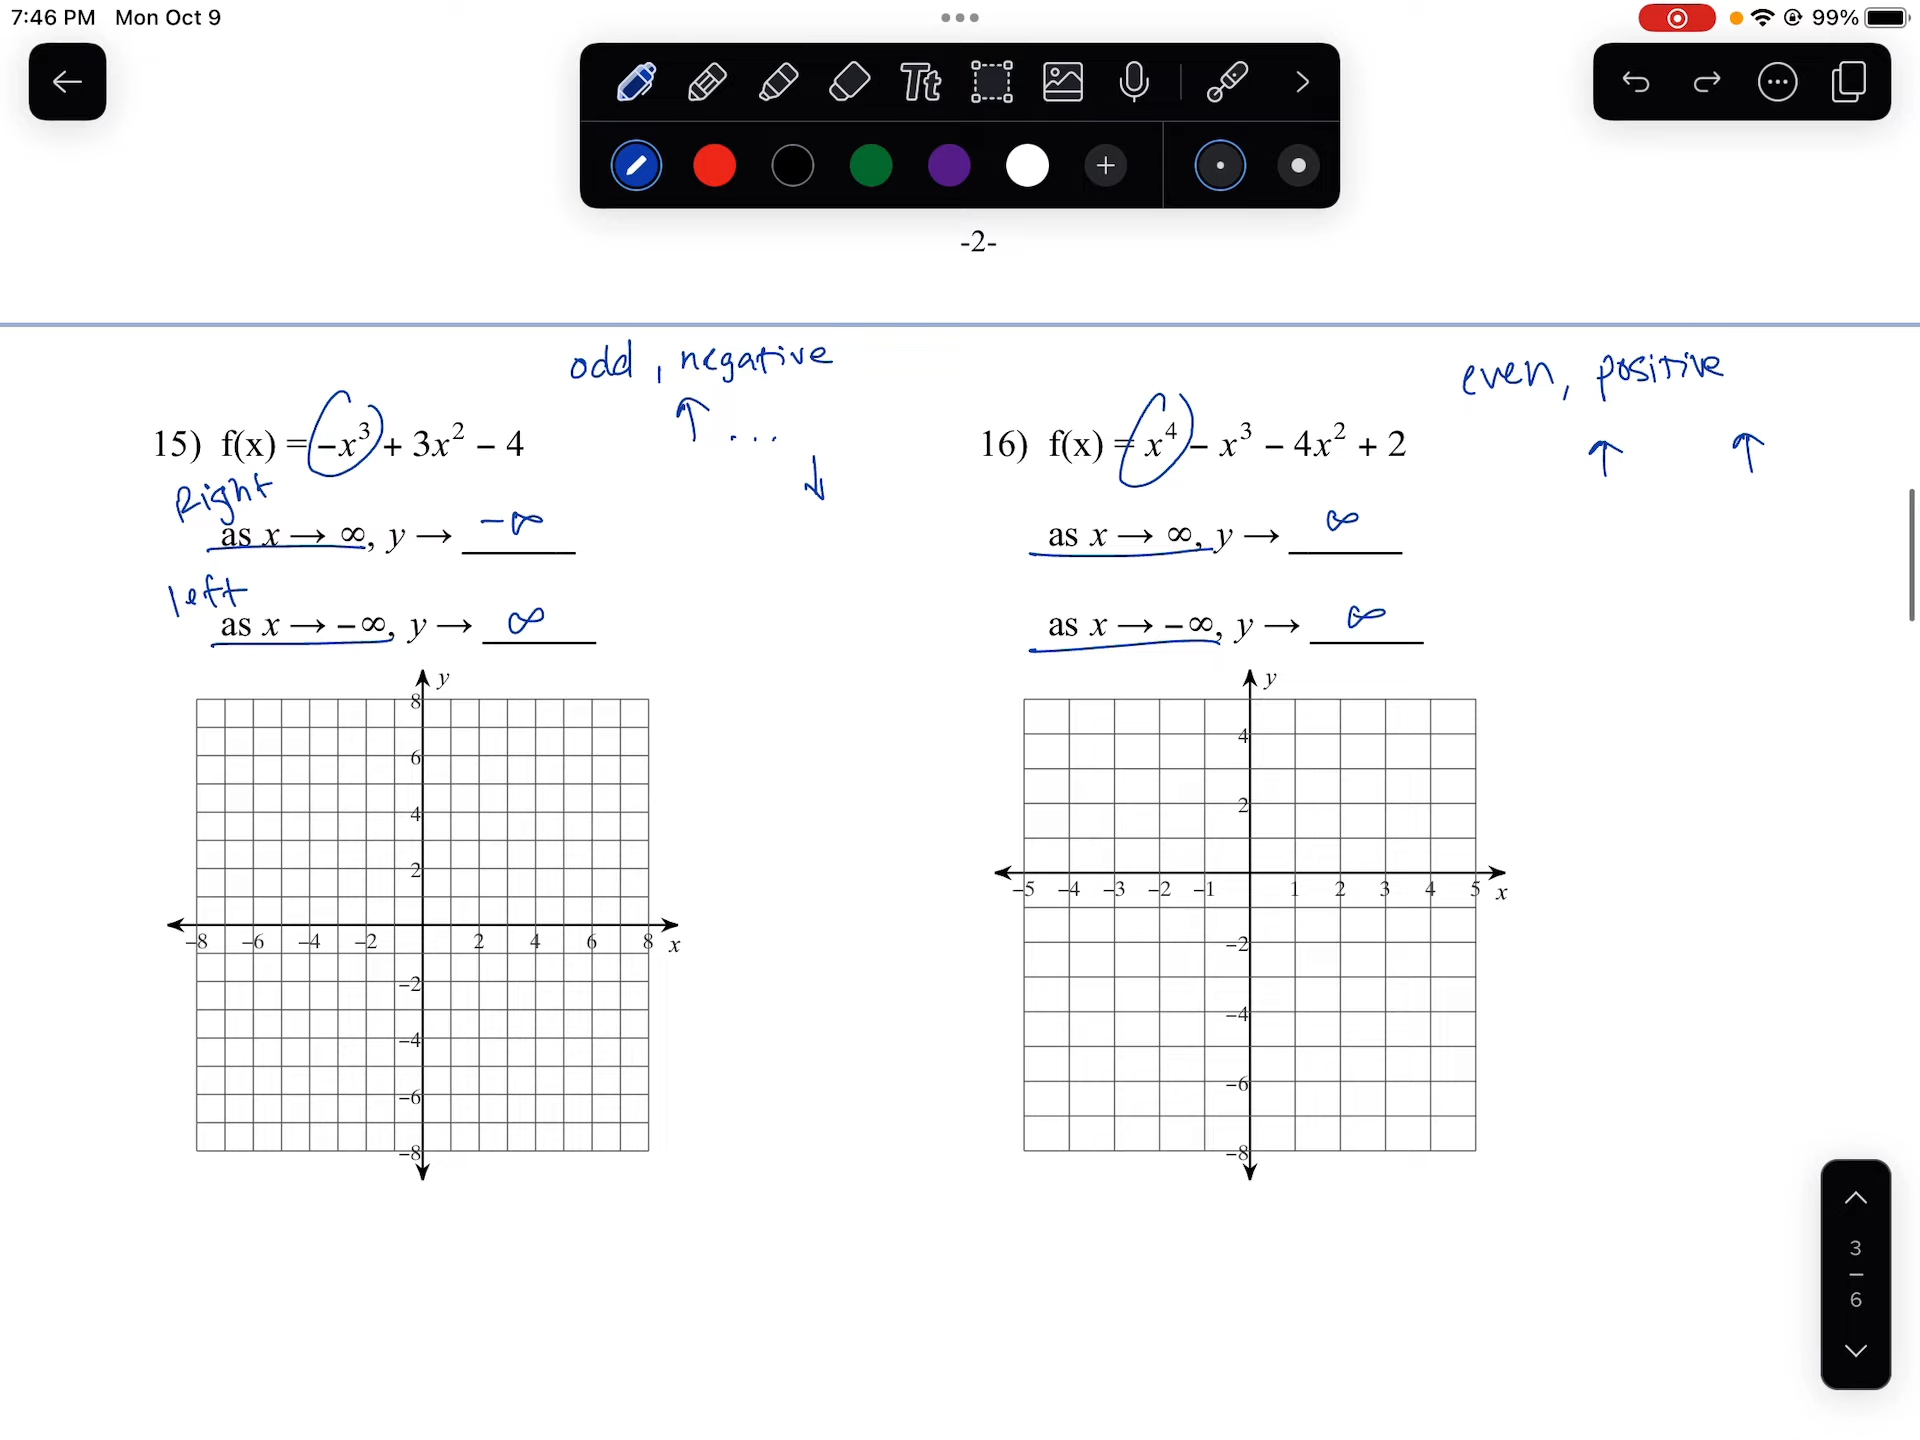 7:46 PM Mon Oct 9
99%
Tt
-2-
odd, negative
↑ ... ↓
15) f(x) = −x³ + 3x² − 4
Right
as x → ∞, y → −∞
left
as x → −∞, y → ∞
y
8
6
4
2
−8 −6 −4 −2 2 4 6 8 x
−2
−4
−6
−8
even, positive
↑ ↑
16) f(x) = x⁴ − x³ − 4x² + 2
as x → ∞, y → ∞
as x → −∞, y → ∞
y
4
2
−5 −4 −3 −2 −1 1 2 3 4 5 x
−2
−4
−6
−8
3
6